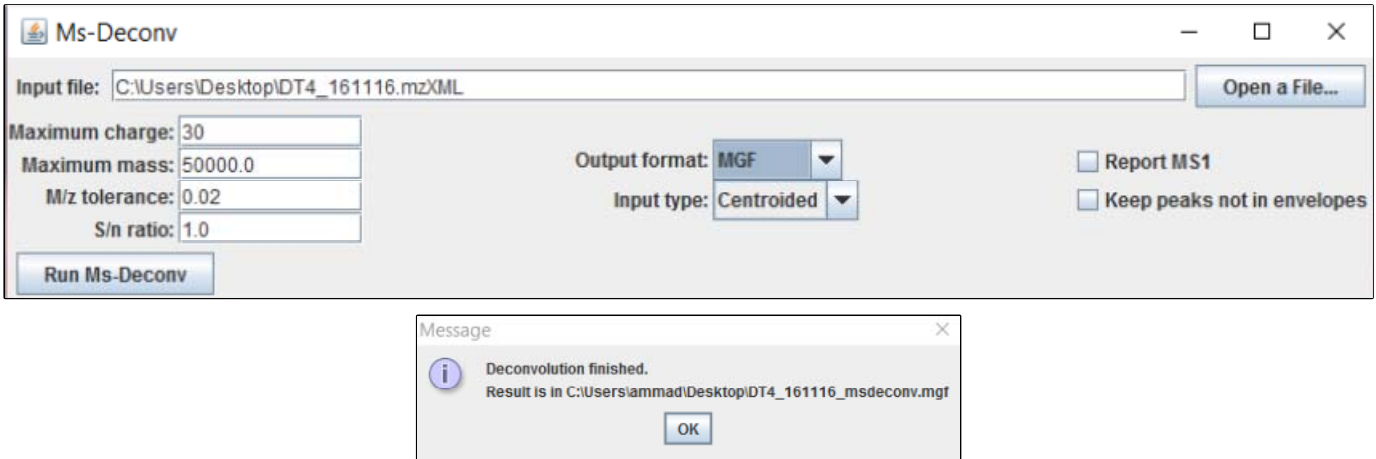 Ms-Deconv
Input file: C:\Users\Desktop\DT4_161116.mzXML Open a File...
Maximum charge: 30
Maximum mass: 50000.0
M/z tolerance: 0.02
S/n ratio: 1.0
Output format: MGF
Input type: Centroided
Report MS1
Keep peaks not in envelopes
Run Ms-Deconv
Message
Deconvolution finished.
Result is in C:\Users\ammad\Desktop\DT4_161116_msdeconv.mgf
OK